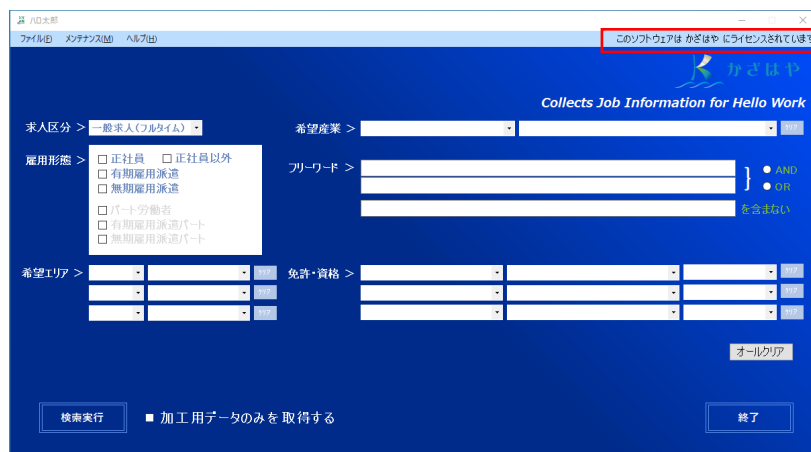 ハロ太郎
ファイル(F) メンテナンス(M) ヘルプ(H) このソフトウェアは かざはや にライセンスされています
かざはや
Collects Job Information for Hello Work
求人区分 > 一般求人(フルタイム) 希望産業 > クリア
雇用形態 > □ 正社員 □ 正社員以外 フリーワード > AND
□ 有期雇用派遣
□ 無期雇用派遣 OR
□ パート労働者 を含まない
□ 有期雇用派遣パート
□ 無期雇用派遣パート
希望エリア > クリア 免許・資格 > クリア
クリア クリア
クリア クリア
オールクリア
検索実行 ■ 加工用データのみを取得する 終了